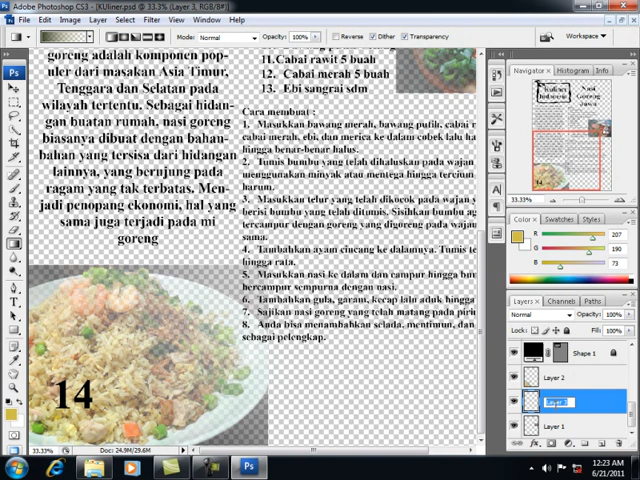 Adobe Photoshop CS3 - [KUliner.psd @ 33.3% (Layer 3, RGB/8#)]
File Edit Image Layer Select Filter View Window Help
Mode: Normal Opacity: 100% Reverse Dither Transparency Workspace
goreng adalah komponen pop-
uler dari masakan Asia Timur,
Tenggara dan Selatan pada
wilayah tertentu. Sebagai hidan-
gan buatan rumah, nasi goreng
biasanya dibuat dengan bahan-
bahan yang tersisa dari hidangan
lainnya, yang berujung pada
ragam yang tak terbatas. Men-
jadi penopang ekonomi, hal yang
sama juga terjadi pada mi
goreng
14
11.Cabai rawit 5 buah
12. Cabai merah 5 buah
13. Ebi sangrai sdm
Cara membuat :
1. Masukkan bawang merah, bawang putih, cabai r
cabai merah, ebi, dan merica ke dalam cobek lalu ha
hingga benar-benar halus.
2. Tumis bumbu yang telah dihaluskan pada wajan
menggunakan minyak atau mentega hingga terciu
harum.
3. Masukkan telur yang telah dikocok pada wajan y
berisi bumbu yang telah ditumis. Sisihkan bumbu ag
tercampur dengan goreng yang digoreng pada wajan
sama.
4. Tambahkan ayam cincang ke dalamnya. Tumis te
hingga rata.
5. Masukkan nasi ke dalam dan campur hingga bu
bercampur sempurna dengan nasi.
6. Tambahkan gula, garam, kecap lalu aduk hingga
7. Sajikan nasi goreng yang telah matang pada pirin
8. Anda bisa menambahkan selada, mentimun, dan
sebagai pelengkap.
Navigator Histogram Info
Kuliner
Indonesia
Nasi
Goreng
Jawa
14
33.33%
Color Swatches Styles
R 207
G 190
B 73
Layers Channels Paths
Normal Opacity: 100%
Lock: Fill: 100%
Shape 1
Layer 2
Layer 3
Layer 1
33.33% Doc: 24.9M/29.6M
12:23 AM
6/21/2011